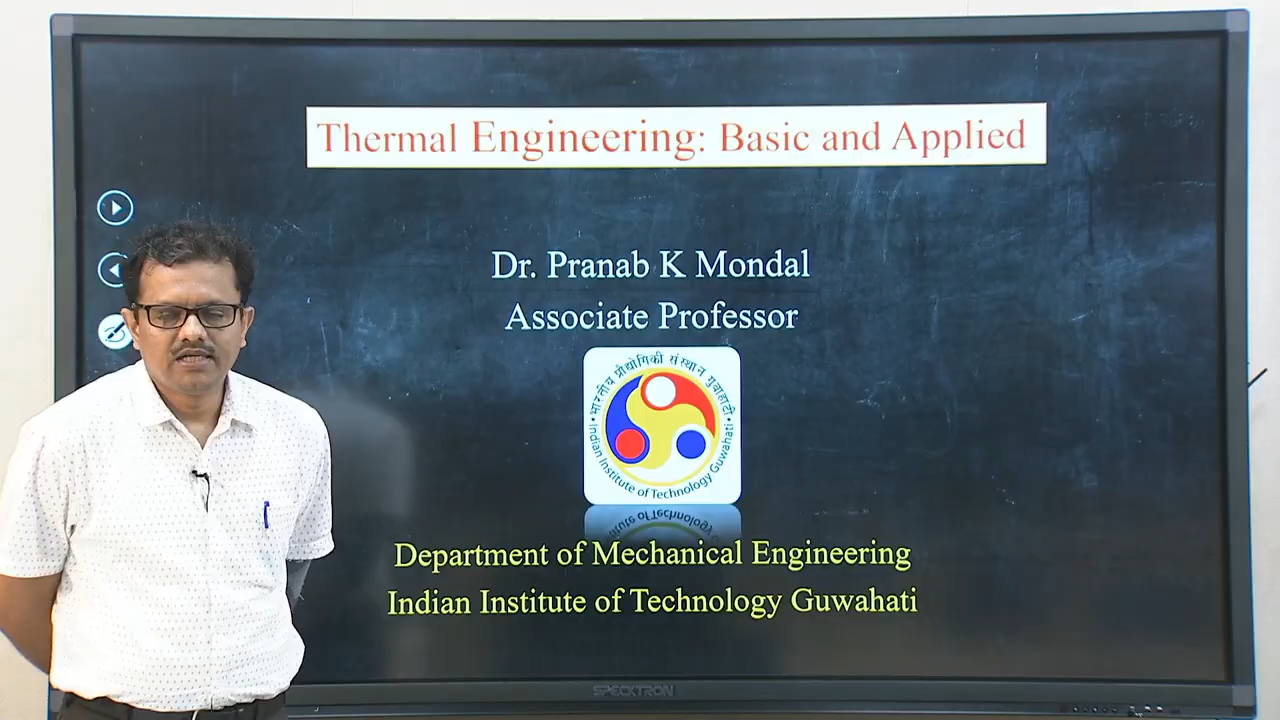 Thermal Engineering: Basic and Applied
Dr. Pranab K Mondal
Associate Professor
भारतीय प्रौद्योगिकी संस्थान गुवाहाटी
Indian Institute of Technology Guwahati
Department of Mechanical Engineering
Indian Institute of Technology Guwahati
SPECKTRON